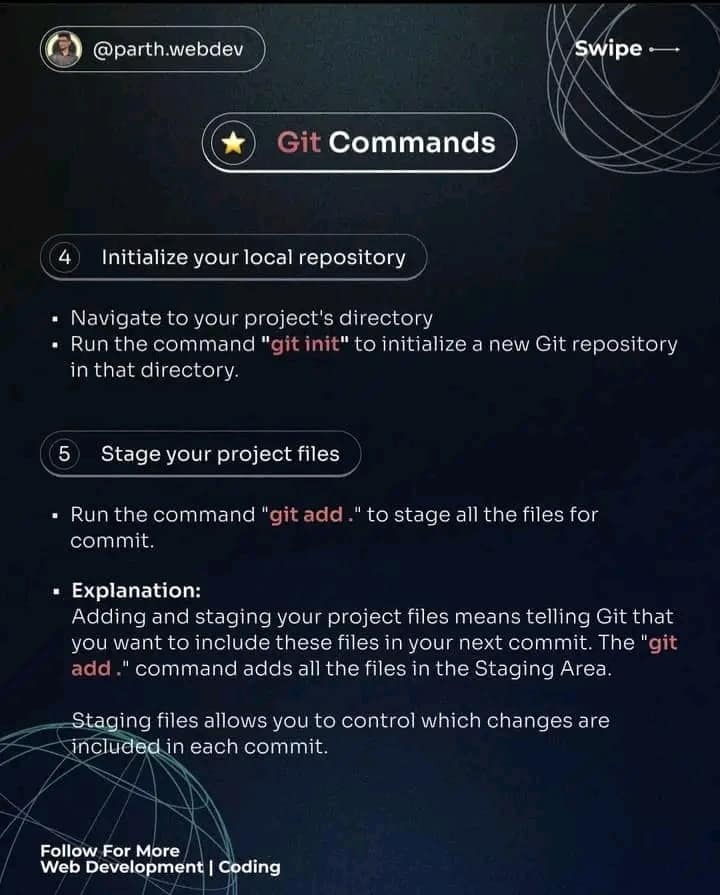 @parth.webdev
Swipe
Git Commands
4 Initialize your local repository
▪ Navigate to your project's directory
▪ Run the command "git init" to initialize a new Git repository
in that directory.
5 Stage your project files
▪ Run the command "git add ." to stage all the files for
commit.
▪ Explanation:
Adding and staging your project files means telling Git that
you want to include these files in your next commit. The "git
add ." command adds all the files in the Staging Area.
Staging files allows you to control which changes are
included in each commit.
Follow For More
Web Development | Coding